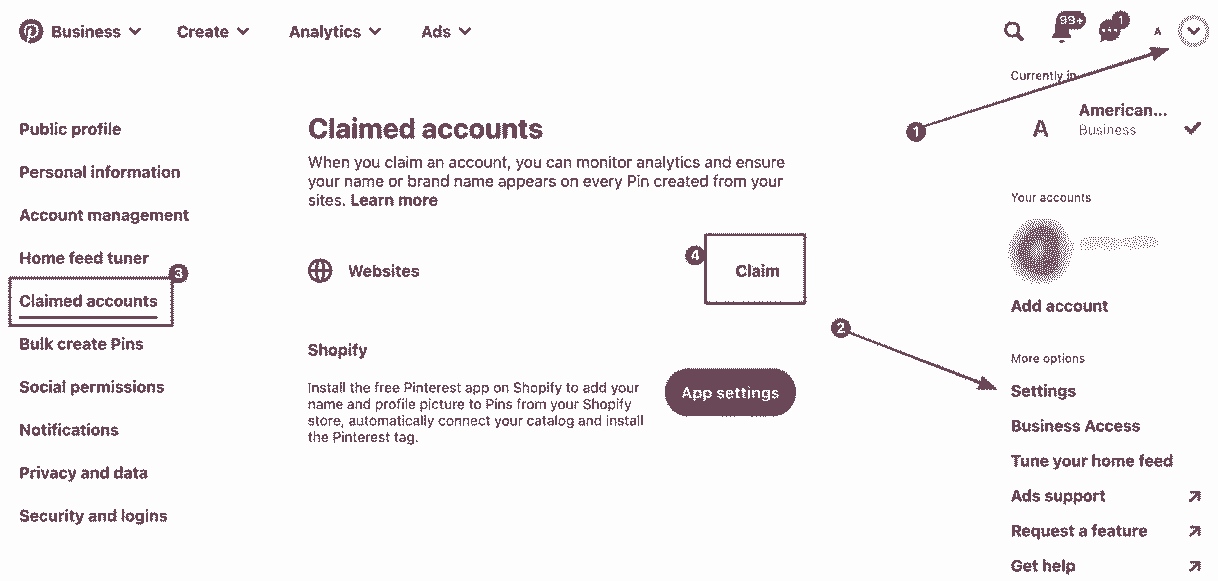 Business Create Analytics Ads 99+ 1 A
Currently in
1
A American...
Business
Your accounts
Add account
More options
Settings
Business Access
Tune your home feed
Ads support
Request a feature
Get help
Public profile
Personal information
Account management
Home feed tuner
3
Claimed accounts
Bulk create Pins
Social permissions
Notifications
Privacy and data
Security and logins
Claimed accounts
When you claim an account, you can monitor analytics and ensure
your name or brand name appears on every Pin created from your
sites. Learn more
Websites
4
Claim
2
Shopify
Install the free Pinterest app on Shopify to add your
name and profile picture to Pins from your Shopify
store, automatically connect your catalog and install
the Pinterest tag.
App settings